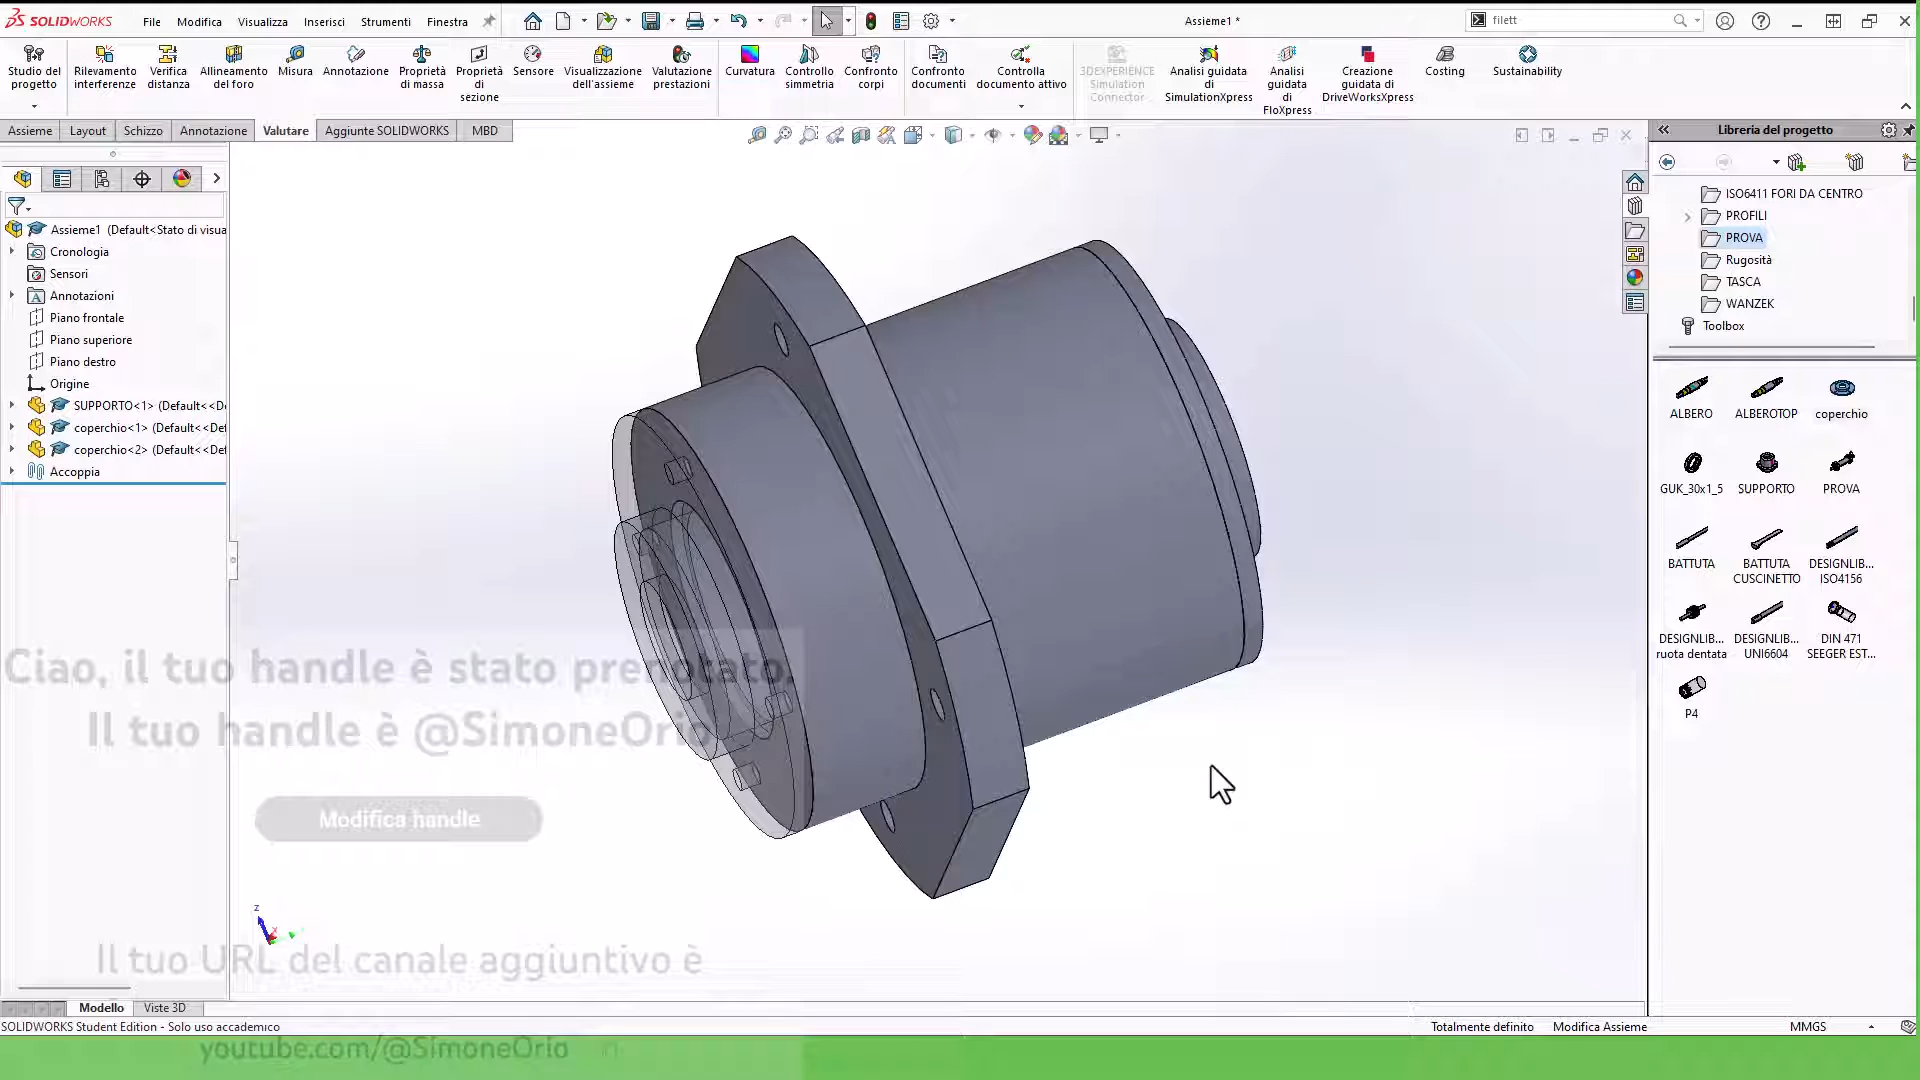 SOLIDWORKS
File Modifica Visualizza Inserisci Strumenti Finestra
Assieme1 *
filett
Studio del progetto
Rilevamento interferenze
Verifica distanza
Allineamento del foro
Misura
Annotazione
Proprietà di massa
Proprietà di sezione
Sensore
Visualizzazione dell'assieme
Valutazione prestazioni
Curvatura
Controllo simmetria
Confronto corpi
Confronto documenti
Controlla documento attivo
3DEXPERIENCE Simulation Connector
Analisi guidata di SimulationXpress
Analisi guidata di FloXpress
Creazione guidata di DriveWorksXpress
Costing
Sustainability
Assieme Layout Schizzo Annotazione Valutare Aggiunte SOLIDWORKS MBD
Assieme1 (Default<Stato di visua
Cronologia
Sensori
Annotazioni
Piano frontale
Piano superiore
Piano destro
Origine
SUPPORTO<1> (Default<<De
coperchio<1> (Default<<Def
coperchio<2> (Default<<Def
Accoppia
Libreria del progetto
ISO6411 FORI DA CENTRO
PROFILI
PROVA
Rugosità
TASCA
WANZEK
Toolbox
ALBERO ALBEROTOP coperchio
GUK_30x1_5 SUPPORTO PROVA
BATTUTA
BATTUTA CUSCINETTO
DESIGNLIB... ISO4156
DESIGNLIB... ruota dentata
DESIGNLIB... UNI6604
DIN 471 SEEGER EST...
P4
Ciao, il tuo handle è stato prenotato.
Il tuo handle è @SimoneOrio
Modifica handle
z
x
Il tuo URL del canale aggiuntivo è
Modello Viste 3D
SOLIDWORKS Student Edition - Solo uso accademico
Totalmente definito Modifica Assieme MMGS
youtube.com/@SimoneOrio